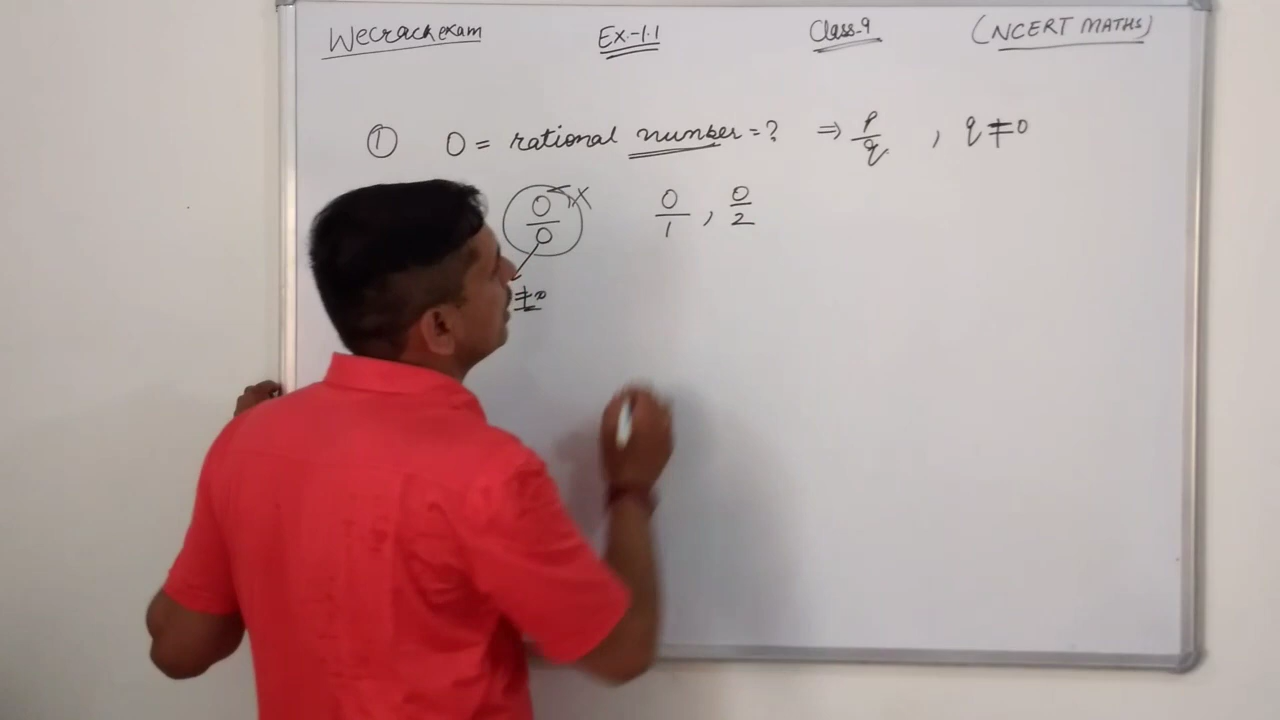 Wecrackexam Ex.-1.1 Class-9 (NCERT MATHS)
① 0 = rational number = ? ⇒ p/q , q ≠ 0
0/0 × 0/1 , 0/2
≠0